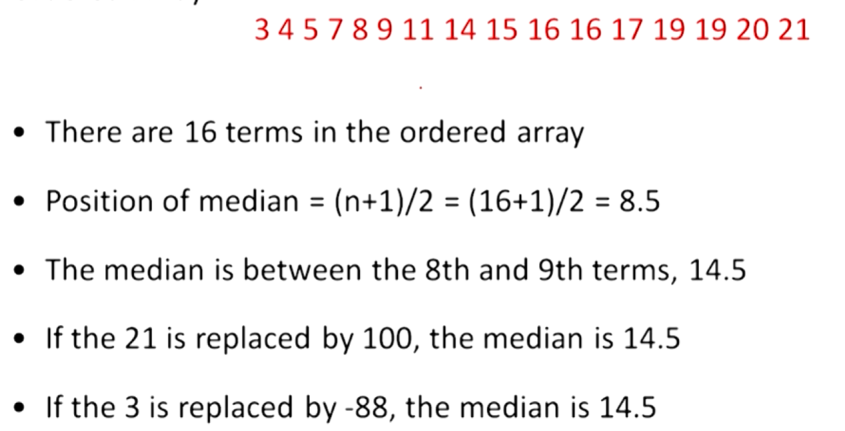 3 4 5 7 8 9 11 14 15 16 16 17 19 19 20 21
• There are 16 terms in the ordered array
• Position of median = (n+1)/2 = (16+1)/2 = 8.5
• The median is between the 8th and 9th terms, 14.5
• If the 21 is replaced by 100, the median is 14.5
• If the 3 is replaced by -88, the median is 14.5